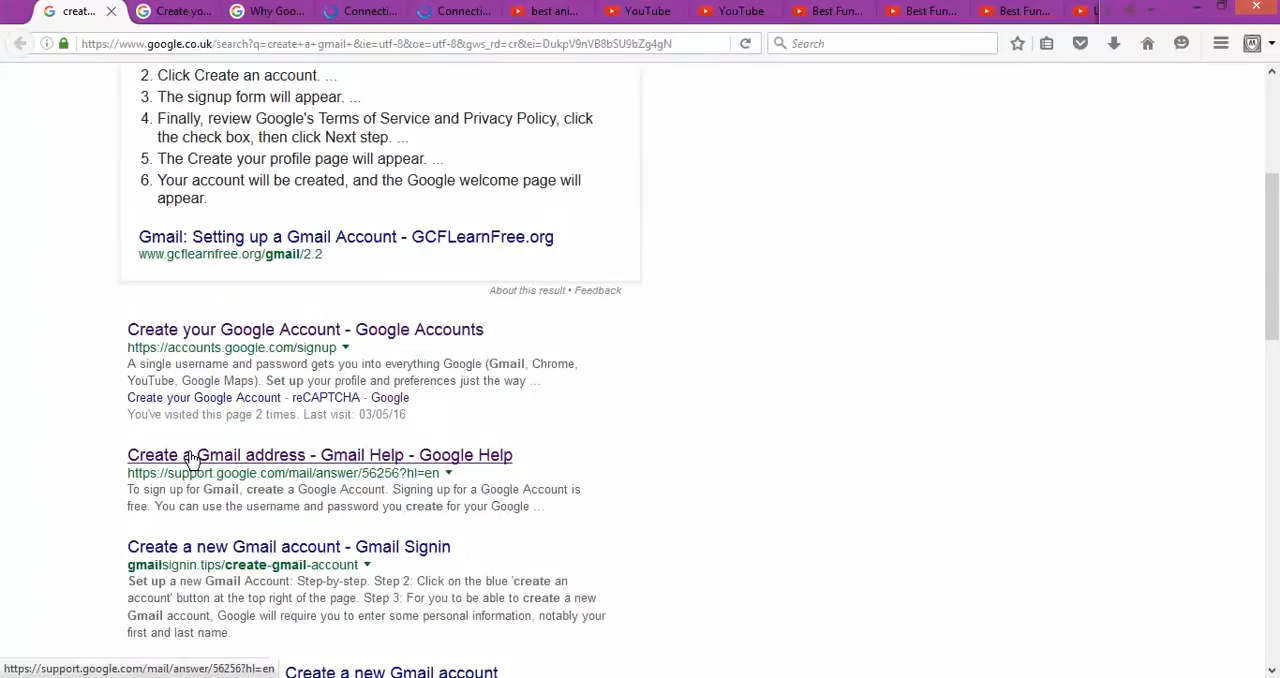 creat...
Create yo...
Why Goo...
Connecti...
Connecti...
best ani...
YouTube
YouTube
Best Fun...
Best Fun...
Best Fun...
https://www.google.co.uk/search?q=create+a+gmail+&ie=utf-8&oe=utf-8&gws_rd=cr&ei=DukpV9nVB8bSU9bZg4gN
Search
2. Click Create an account. ...
3. The signup form will appear. ...
4. Finally, review Google's Terms of Service and Privacy Policy, click
the check box, then click Next step. ...
5. The Create your profile page will appear. ...
6. Your account will be created, and the Google welcome page will
appear.
Gmail: Setting up a Gmail Account - GCFLearnFree.org
www.gcflearnfree.org/gmail/2.2
About this result • Feedback
Create your Google Account - Google Accounts
https://accounts.google.com/signup
A single username and password gets you into everything Google (Gmail, Chrome,
YouTube, Google Maps). Set up your profile and preferences just the way ...
Create your Google Account - reCAPTCHA - Google
You've visited this page 2 times. Last visit: 03/05/16
Create a Gmail address - Gmail Help - Google Help
https://support.google.com/mail/answer/56256?hl=en
To sign up for Gmail, create a Google Account. Signing up for a Google Account is
free. You can use the username and password you create for your Google ...
Create a new Gmail account - Gmail Signin
gmailsignin.tips/create-gmail-account
Set up a new Gmail Account: Step-by-step. Step 2: Click on the blue 'create an
account' button at the top right of the page. Step 3: For you to be able to create a new
Gmail account, Google will require you to enter some personal information, notably your
first and last name.
https://support.google.com/mail/answer/56256?hl=en
Create a new Gmail account